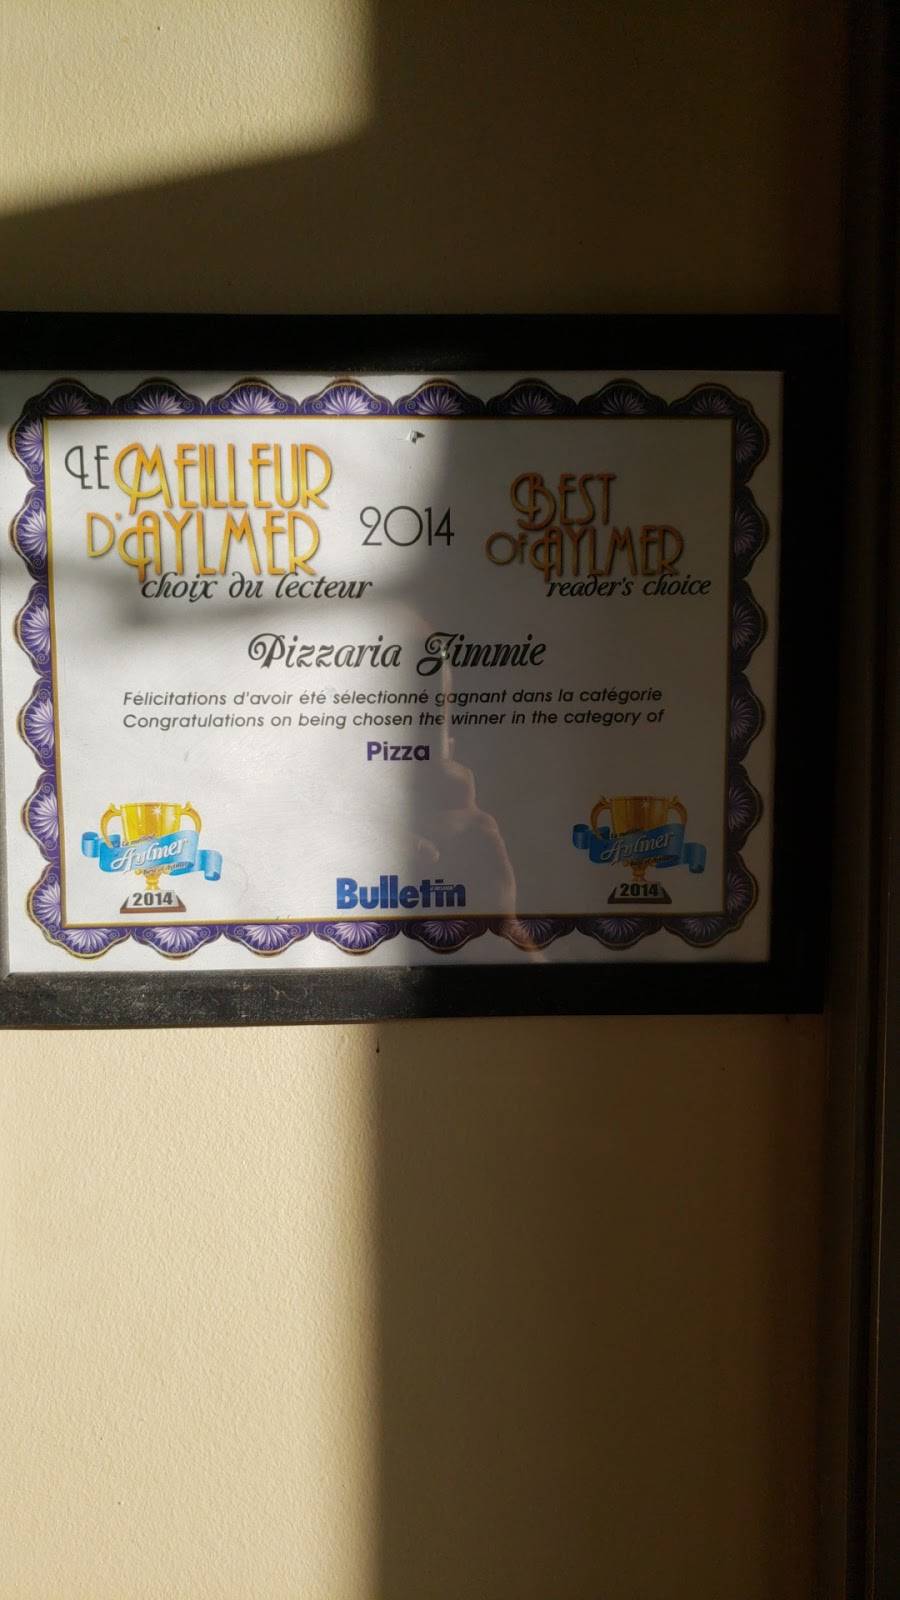 LE MEILLEUR
D'AYLMER
choix du lecteur
2014
BEST
OF AYLMER
reader's choice
Pizzaria Jimmie
Félicitations d'avoir été sélectionné gagnant dans la catégorie
Congratulations on being chosen the winner in the category of
Pizza
Aylmer
2014
Bulletin
Aylmer
2014